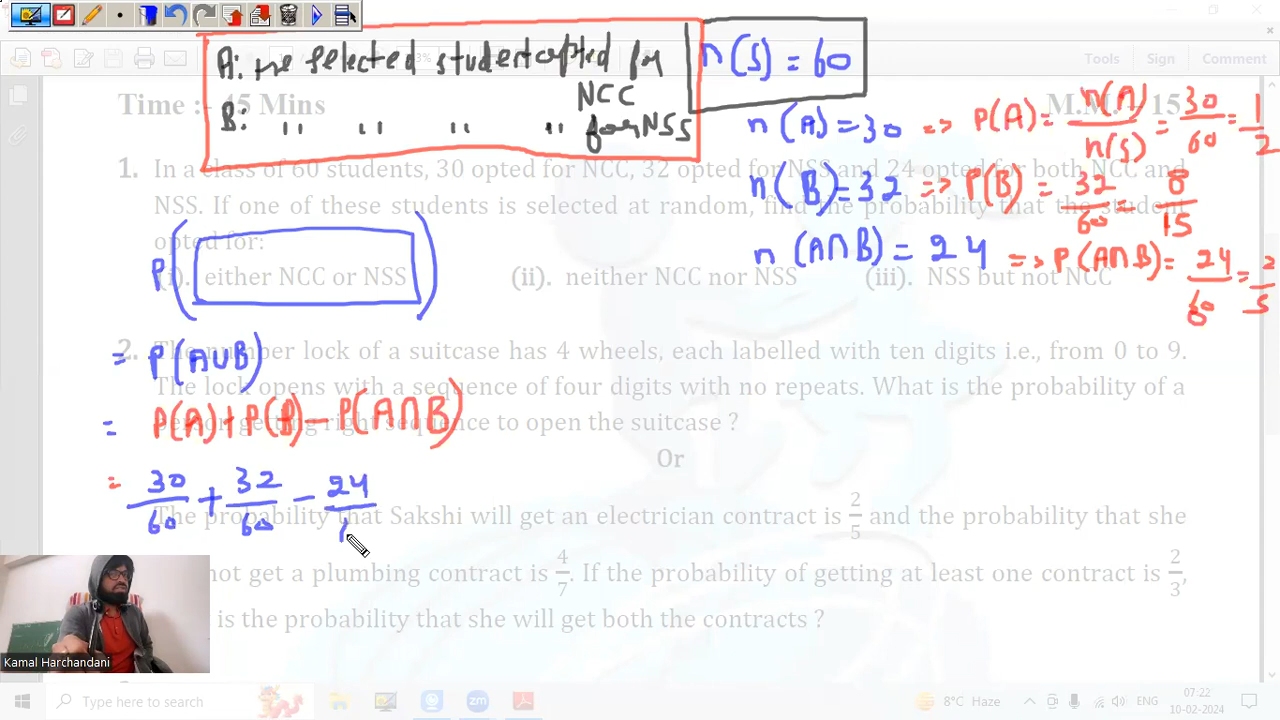 A: the selected student opted for NCC
B: ,, ,, ,, ,, for NSS
n(S) = 60
n(A) = 30 => P(A) = n(A)/n(S) = 30/60 = 1/2
n(B) = 32 => P(B) = 32/60 = 8/15
n(A∩B) = 24 => P(A∩B) = 24/60 = 2/5
Tools Sign Comment
Time :- 45 Mins M.M. - 15
1. In a class of 60 students, 30 opted for NCC, 32 opted for NSS and 24 opted for both NCC and
NSS. If one of these students is selected at random, find the probability that the student
opted for:
(i). either NCC or NSS (ii). neither NCC nor NSS (iii). NSS but not NCC
P( )
= P(A∪B)
= P(A)+P(B)-P(A∩B)
= 30/60 + 32/60 - 24/
2. The number lock of a suitcase has 4 wheels, each labelled with ten digits i.e., from 0 to 9.
The lock opens with a sequence of four digits with no repeats. What is the probability of a
person getting right sequence to open the suitcase ?
Or
The probability that Sakshi will get an electrician contract is 2/5 and the probability that she
not get a plumbing contract is 4/7. If the probability of getting at least one contract is 2/3,
is the probability that she will get both the contracts ?
Kamal Harchandani
Type here to search
zm
8°C Haze
ENG
07:22
10-02-2024